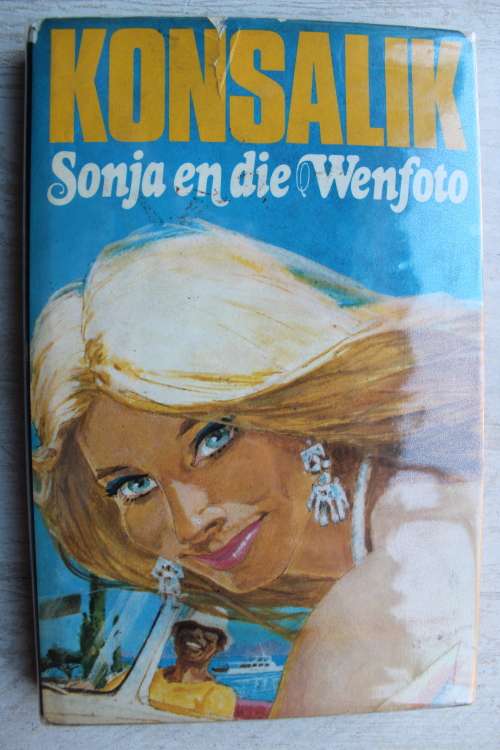 KONSALIK
Sonja en die Wenfoto